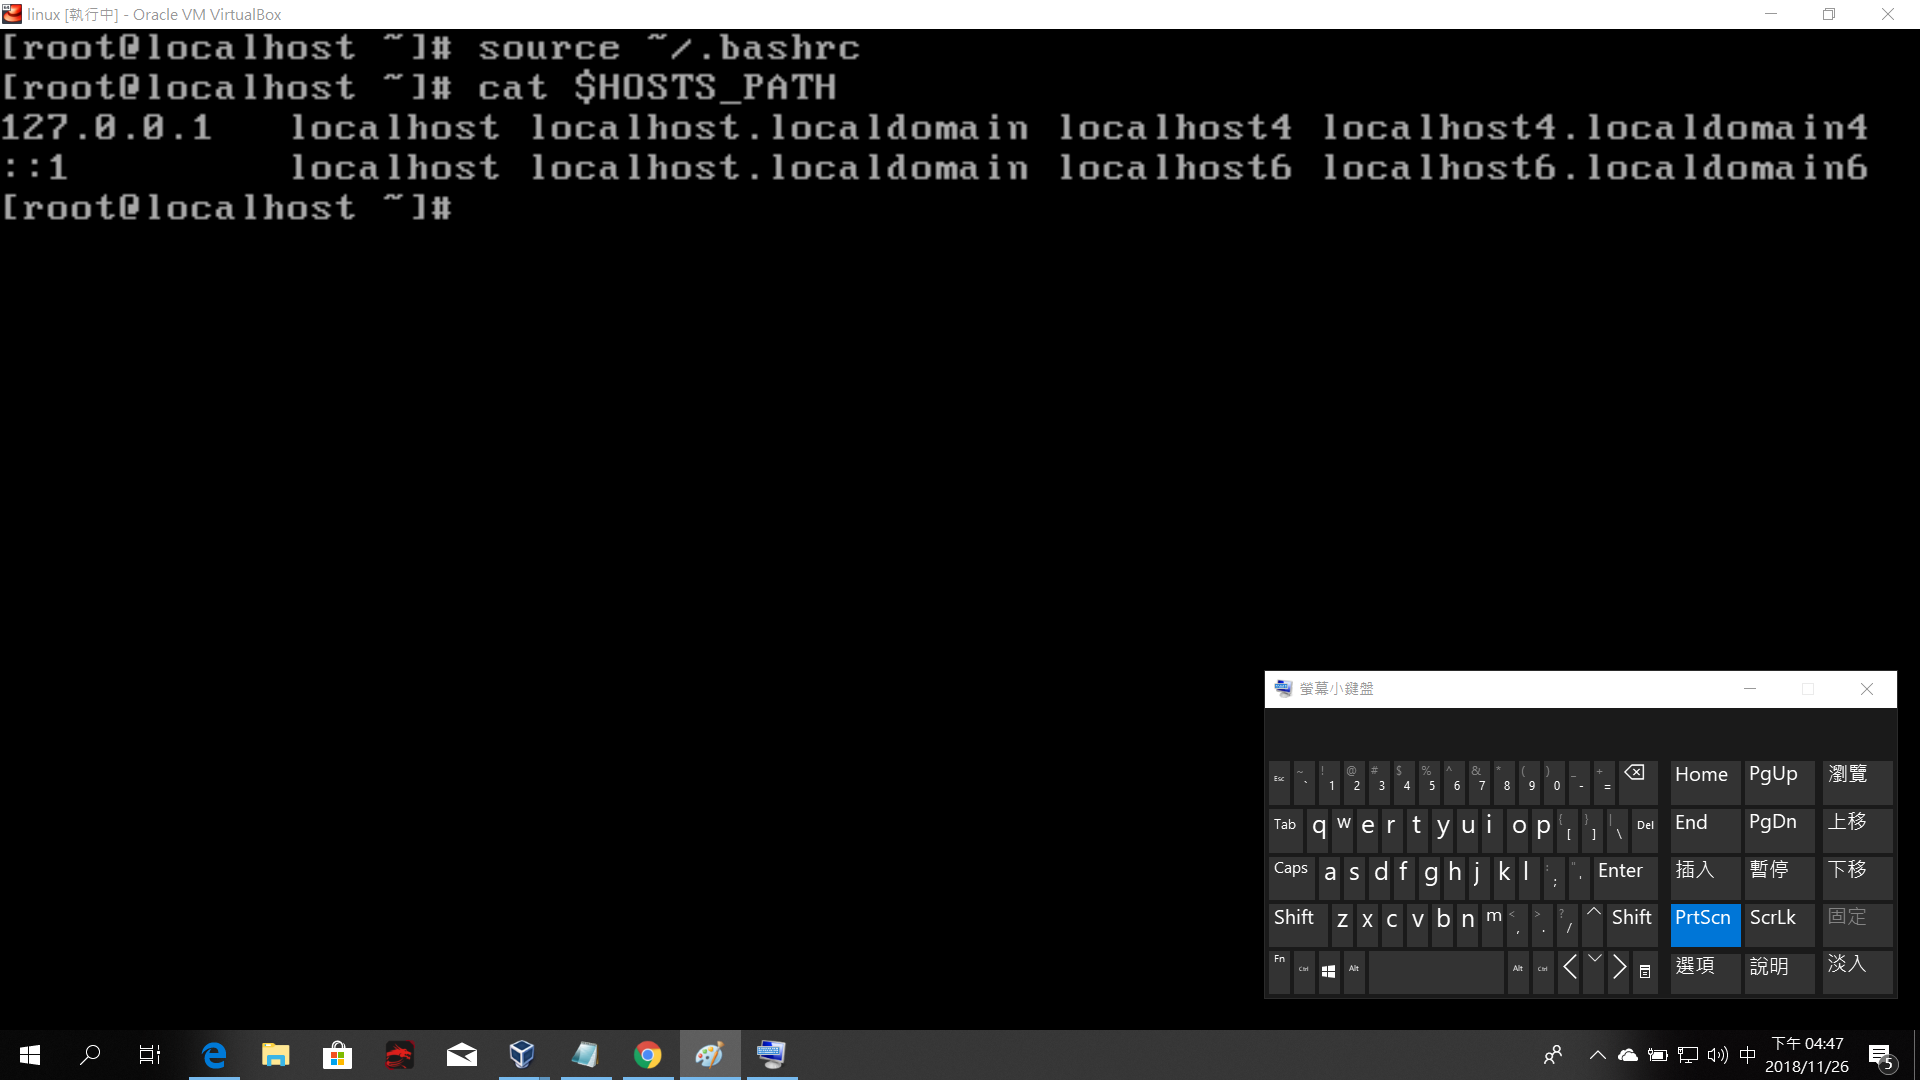 linux [執行中] - Oracle VM VirtualBox
[root@localhost ~]# source ~/.bashrc
[root@localhost ~]# cat $HOSTS_PATH
127.0.0.1   localhost localhost.localdomain localhost4 localhost4.localdomain4
::1         localhost localhost.localdomain localhost6 localhost6.localdomain6
[root@localhost ~]#
螢幕小鍵盤
Esc ~ ` ! 1 @ 2 # 3 $ 4 % 5 ^ 6 & 7 * 8 ( 9 ) 0 _ - + = Home PgUp 瀏覽
Tab q w e r t y u i o p { [ } ] | \ Del End PgDn 上移
Caps a s d f g h j k l : ; " ' Enter 插入 暫停 下移
Shift z x c v b n m < , > . ? / Shift PrtScn ScrLk 固定
Fn Ctrl Alt Alt Ctrl 選項 說明 淡入
中
下午 04:47
2018/11/26
5